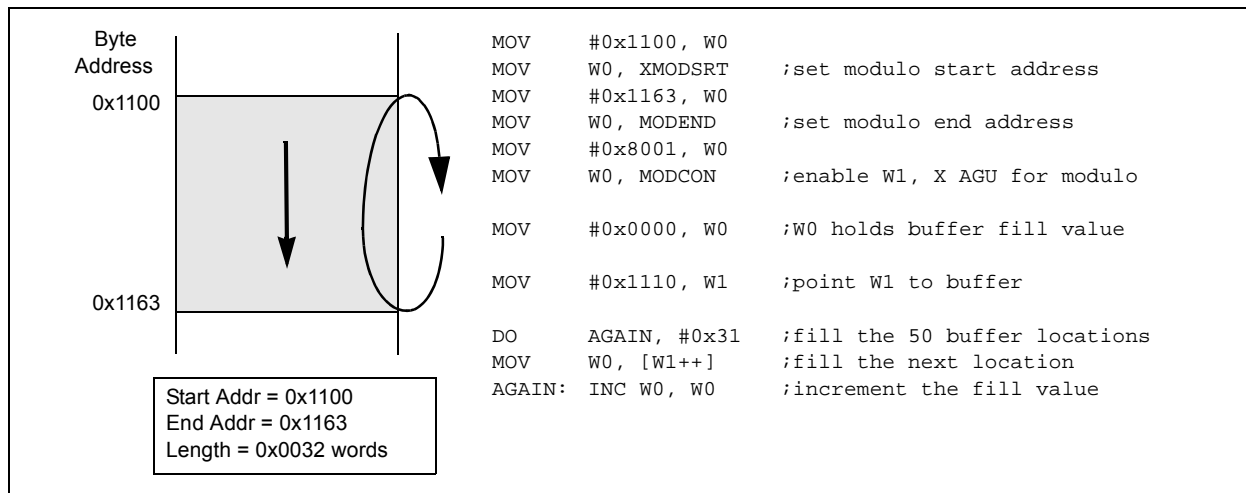 Byte
Address
0x1100
0x1163
Start Addr = 0x1100
End Addr = 0x1163
Length = 0x0032 words
MOV #0x1100, W0
MOV W0, XMODSRT ;set modulo start address
MOV #0x1163, W0
MOV W0, MODEND ;set modulo end address
MOV #0x8001, W0
MOV W0, MODCON ;enable W1, X AGU for modulo
MOV #0x0000, W0 ;W0 holds buffer fill value
MOV #0x1110, W1 ;point W1 to buffer
DO AGAIN, #0x31 ;fill the 50 buffer locations
MOV W0, [W1++] ;fill the next location
AGAIN: INC W0, W0 ;increment the fill value